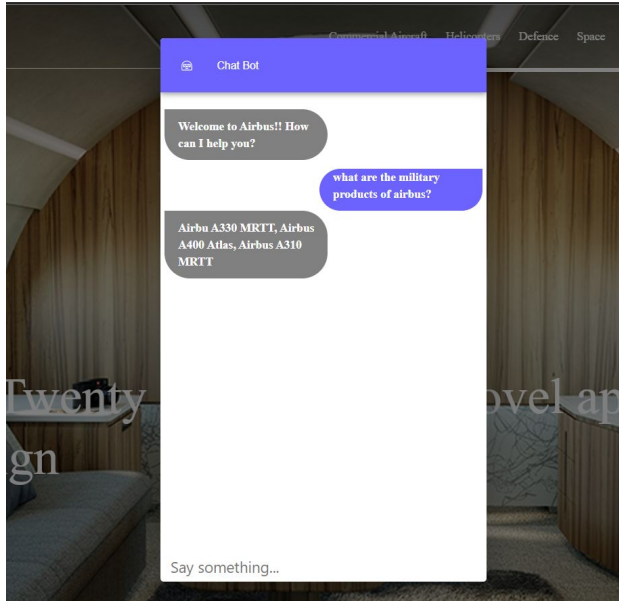 Commercial Aircraft Helicopters Defence Space
Chat Bot
Welcome to Airbus!! How
can I help you?
what are the military
products of airbus?
Airbu A330 MRTT, Airbus
A400 Atlas, Airbus A310
MRTT
Twenty ovel ap
gn
Say something...